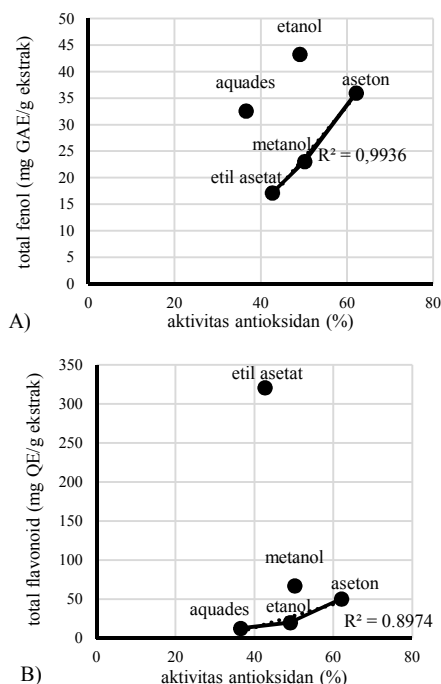 50
45
40
35
30
25
20
15
10
5
0
total fenol (mg GAE/g ekstrak)
etanol
aquades
aseton
metanol
R² = 0,9936
etil asetat
0 20 40 60 80
A)
aktivitas antioksidan (%)
350
300
250
200
150
100
50
0
total flavonoid (mg QE/g ekstrak)
etil asetat
metanol
aseton
aquades
etanol
R² = 0.8974
0 20 40 60 80
B)
aktivitas antioksidan (%)